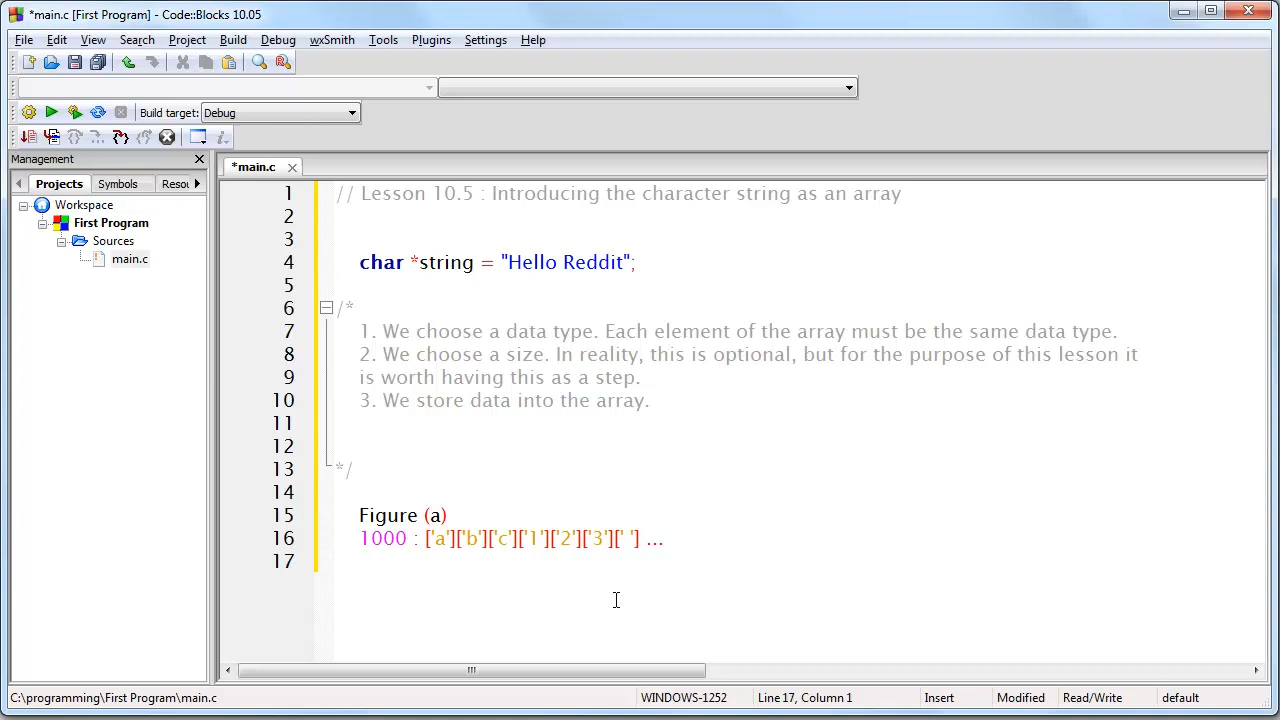 *main.c [First Program] - Code::Blocks 10.05
File Edit View Search Project Build Debug wxSmith Tools Plugins Settings Help
Build target: Debug
Management
Projects Symbols Resou
Workspace
First Program
Sources
main.c
*main.c
1 // Lesson 10.5 : Introducing the character string as an array
2
3
4 char *string = "Hello Reddit";
5
6 /*
7 1. We choose a data type. Each element of the array must be the same data type.
8 2. We choose a size. In reality, this is optional, but for the purpose of this lesson it
9 is worth having this as a step.
10 3. We store data into the array.
11
12
13 */
14
15 Figure (a)
16 1000 : ['a']['b']['c']['1']['2']['3'][' '] ...
17
C:\programming\First Program\main.c WINDOWS-1252 Line 17, Column 1 Insert Modified Read/Write default